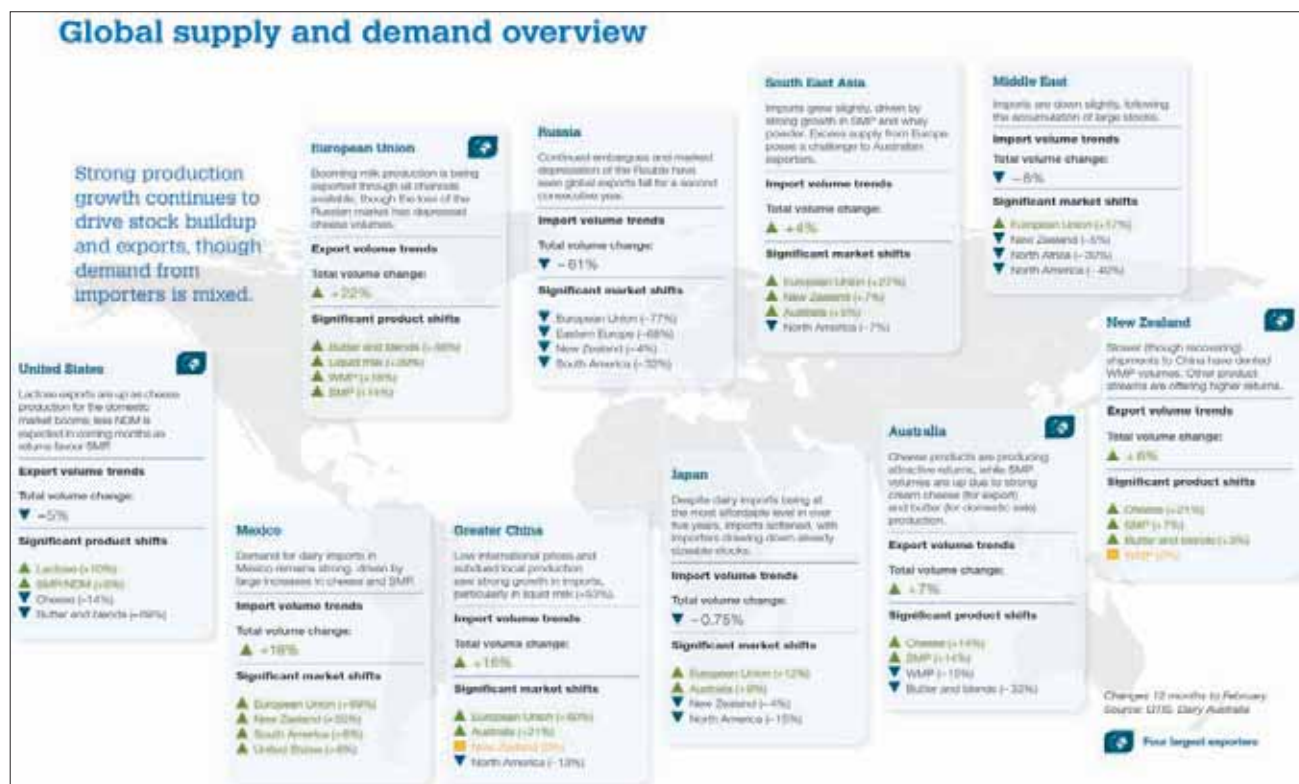 Global supply and demand overview
Strong production
growth continues to
drive stock buildup
and exports, though
demand from
importers is mixed.
European Union
Booming milk production is being
exported through all channels
available, though the loss of the
Russian market has depressed
cheese volumes.
Export volume trends
Total volume change:
▲ +22%
Significant product shifts
▲ Butter and blends
▲ Liquid milk
▲ WMP
▲ SMP
Russia
Continued embargoes and marked
depreciation of the Rouble have
seen global exports fall for a second
consecutive year.
Import volume trends
Total volume change:
▼ –61%
Significant market shifts
▼ European Union (–77%)
▼ Eastern Europe
▼ New Zealand (–4%)
▼ South America
South East Asia
Imports grew slightly, driven by
strong growth in SMP and whey
powder. Excess supply from Europe
poses a challenge to Australian
exporters.
Import volume trends
Total volume change:
▲ +4%
Significant market shifts
▲ European Union (+27%)
▲ New Zealand (+7%)
▲ Australia
▼ North America (–7%)
Middle East
Imports are down slightly, following
the accumulation of large stocks.
Import volume trends
Total volume change:
▼
Significant market shifts
▲ European Union (+17%)
▼ New Zealand
▼ North Africa
▼ North America (–40%)
New Zealand
Slower (though recovering)
shipments to China have dented
WMP volumes. Other product
streams are offering higher returns.
Export volume trends
Total volume change:
▲
Significant product shifts
▲ Cheese (+21%)
▲ SMP (+7%)
▲ Butter and blends
WMP (0%)
United States
Lactose exports are up as cheese
production for the domestic
market booms; less NDM is
expected in coming months as
returns favour SMP.
Export volume trends
Total volume change:
▼ –5%
Significant product shifts
▲ Lactose (+10%)
▲ SMP/NDM
▼ Cheese (–14%)
▼ Butter and blends
Mexico
Demand for dairy imports in
Mexico remains strong, driven by
large increases in cheese and SMP.
Import volume trends
Total volume change:
▲
Significant market shifts
▲ European Union
▲ New Zealand
▲ South America
▲ United States
Greater China
Low international prices and
subdued local production
saw strong growth in imports,
particularly in liquid milk
Import volume trends
Total volume change:
▲ +16%
Significant market shifts
▲ European Union
▲ Australia (+21%)
New Zealand (0%)
▼ North America (–13%)
Japan
Despite dairy imports being at
the most affordable level in over
five years, imports softened, with
importers drawing down already
sizeable stocks.
Import volume trends
Total volume change:
▼ –0.75%
Significant market shifts
▲ European Union (+12%)
▲ Australia
▼ New Zealand (–4%)
▼ North America (–15%)
Australia
Cheese products are producing
attractive returns, while SMP
volumes are up due to strong
cream cheese (for export)
and butter (for domestic sale)
production.
Export volume trends
Total volume change:
▲ +7%
Significant product shifts
▲ Cheese (+14%)
▲ SMP (+14%)
▼ WMP
▼ Butter and blends
Changes 12 months to February
Source: GTIS, Dairy Australia
Four largest exporters